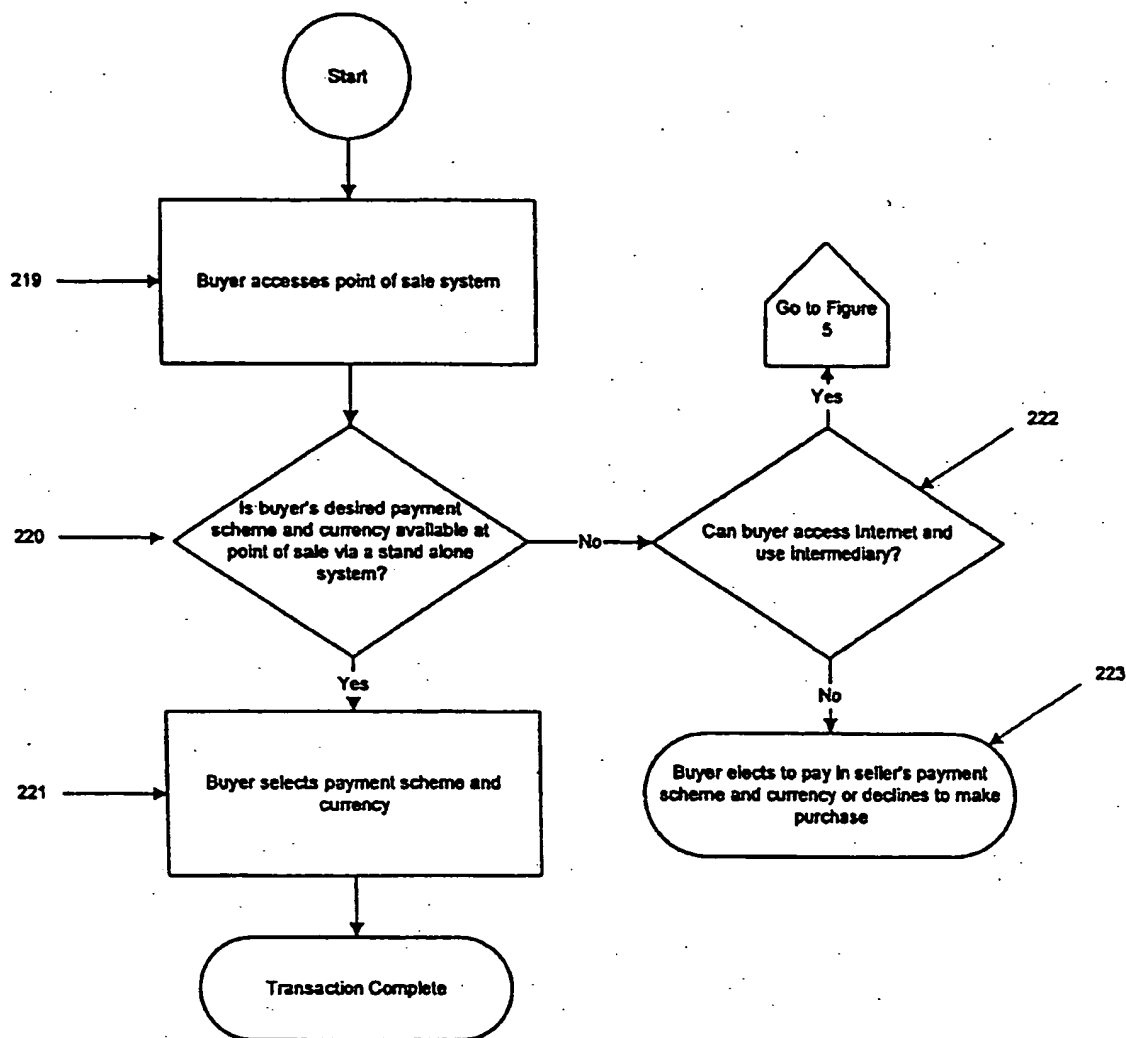 Start
219
Buyer accesses point of sale system
Go to Figure
5
Yes
222
220
Is buyer's desired payment
scheme and currency available at
point of sale via a stand alone
system?
No
Can buyer access Internet and
use intermediary?
Yes
No
223
221
Buyer selects payment scheme and
currency
Buyer elects to pay in seller's payment
scheme and currency or declines to make
purchase
Transaction Complete